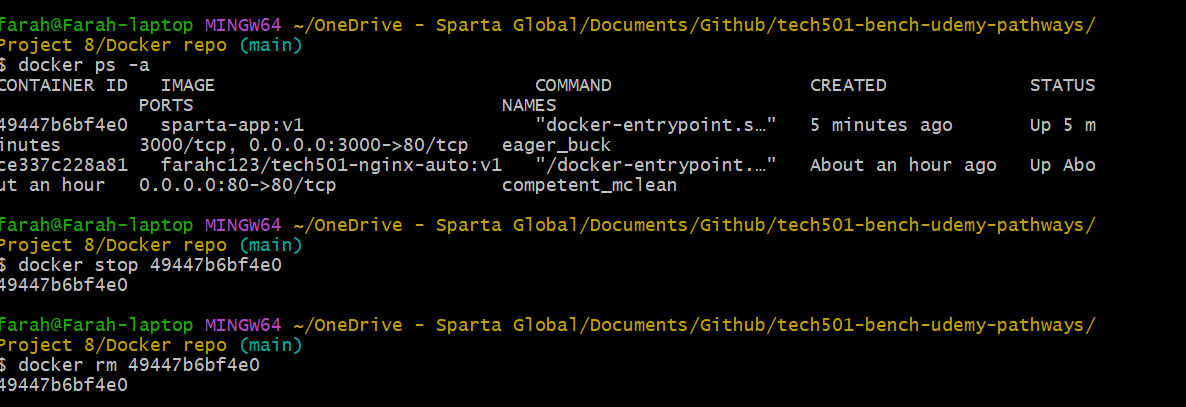 farah@Farah-laptop MINGW64 ~/OneDrive - Sparta Global/Documents/Github/tech501-bench-udemy-pathways/
Project 8/Docker repo (main)
$ docker ps -a
CONTAINER ID   IMAGE                             COMMAND                  CREATED             STATUS
             PORTS                            NAMES
49447b6bf4e0   sparta-app:v1                     "docker-entrypoint.s…"   5 minutes ago       Up 5 m
inutes       3000/tcp, 0.0.0.0:3000->80/tcp   eager_buck
ce337c228a81   farahc123/tech501-nginx-auto:v1   "/docker-entrypoint.…"   About an hour ago   Up Abo
ut an hour   0.0.0.0:80->80/tcp               competent_mclean
farah@Farah-laptop MINGW64 ~/OneDrive - Sparta Global/Documents/Github/tech501-bench-udemy-pathways/
Project 8/Docker repo (main)
$ docker stop 49447b6bf4e0
49447b6bf4e0
farah@Farah-laptop MINGW64 ~/OneDrive - Sparta Global/Documents/Github/tech501-bench-udemy-pathways/
Project 8/Docker repo (main)
$ docker rm 49447b6bf4e0
49447b6bf4e0